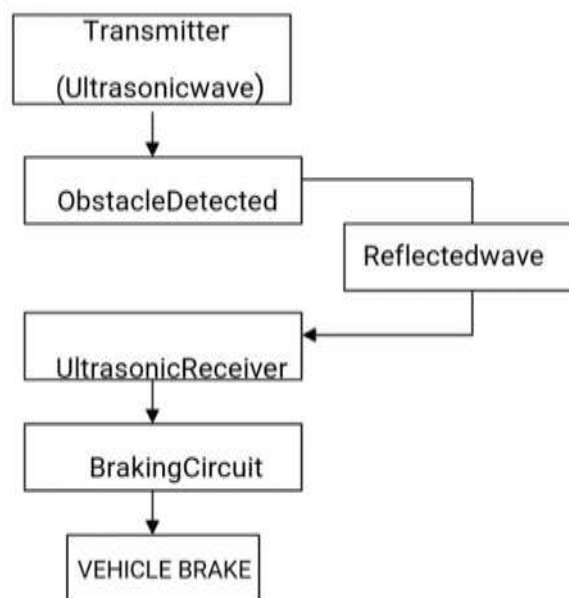 Transmitter
(Ultrasonicwave)
ObstacleDetected
Reflectedwave
UltrasonicReceiver
BrakingCircuit
VEHICLE BRAKE